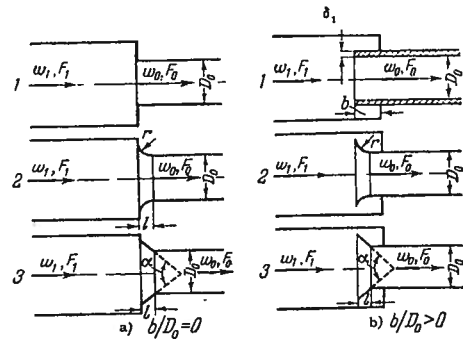 δ₁
1 w₁, F₁ w₀, F₀ D₀
1 w₁, F₁ w₀, F₀ D₀
b
r
r
2 w₁, F₁ w₀, F₀ D₀
2 w₁, F₁ w₀, F₀ D₀
l
3 w₁, F₁ α D₀ w₀, F₀
3 w₁, F₁ α D₀ w₀, F₀
l
l
a) b/D₀=0
b) b/D₀>0